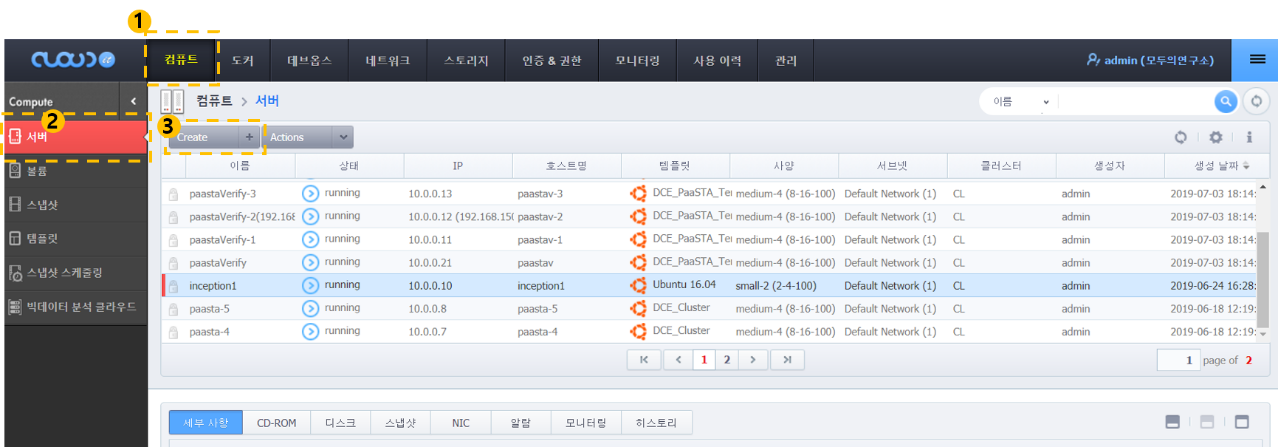 1
CLOUD it
컴퓨트 도커 데브옵스 네트워크 스토리지 인증 & 권한 모니터링 사용 이력 관리 admin (모두의연구소)
Compute
컴퓨트 > 서버 이름
2
서버
3
Create + Actions
이름 상태 IP 호스트명 템플릿 사양 서브넷 클러스터 생성자 생성 날짜
볼륨
paastaVerify-3 running 10.0.0.13 paastav-3 DCE_PaaSTA_Te medium-4 (8-16-100) Default Network (1) CL admin 2019-07-03 18:14:
스냅샷
paastaVerify-2(192.168 running 10.0.0.12 (192.168.150 paastav-2 DCE_PaaSTA_Te medium-4 (8-16-100) Default Network (1) CL admin 2019-07-03 18:14:
템플릿
paastaVerify-1 running 10.0.0.11 paastav-1 DCE_PaaSTA_Te medium-4 (8-16-100) Default Network (1) CL admin 2019-07-03 18:14:
paastaVerify running 10.0.0.21 paastav DCE_PaaSTA_Te medium-4 (8-16-100) Default Network (1) CL admin 2019-07-03 18:14:
스냅샷 스케줄링
inception1 running 10.0.0.10 inception1 Ubuntu 16.04 small-2 (2-4-100) Default Network (1) CL admin 2019-06-24 16:28:
빅데이터 분석 클라우드
paasta-5 running 10.0.0.8 paasta-5 DCE_Cluster medium-4 (8-16-100) Default Network (1) CL admin 2019-06-18 12:19:
paasta-4 running 10.0.0.7 paasta-4 DCE_Cluster medium-4 (8-16-100) Default Network (1) CL admin 2019-06-18 12:19:
1 2 1 page of 2
세부 사항 CD-ROM 디스크 스냅샷 NIC 알람 모니터링 히스토리